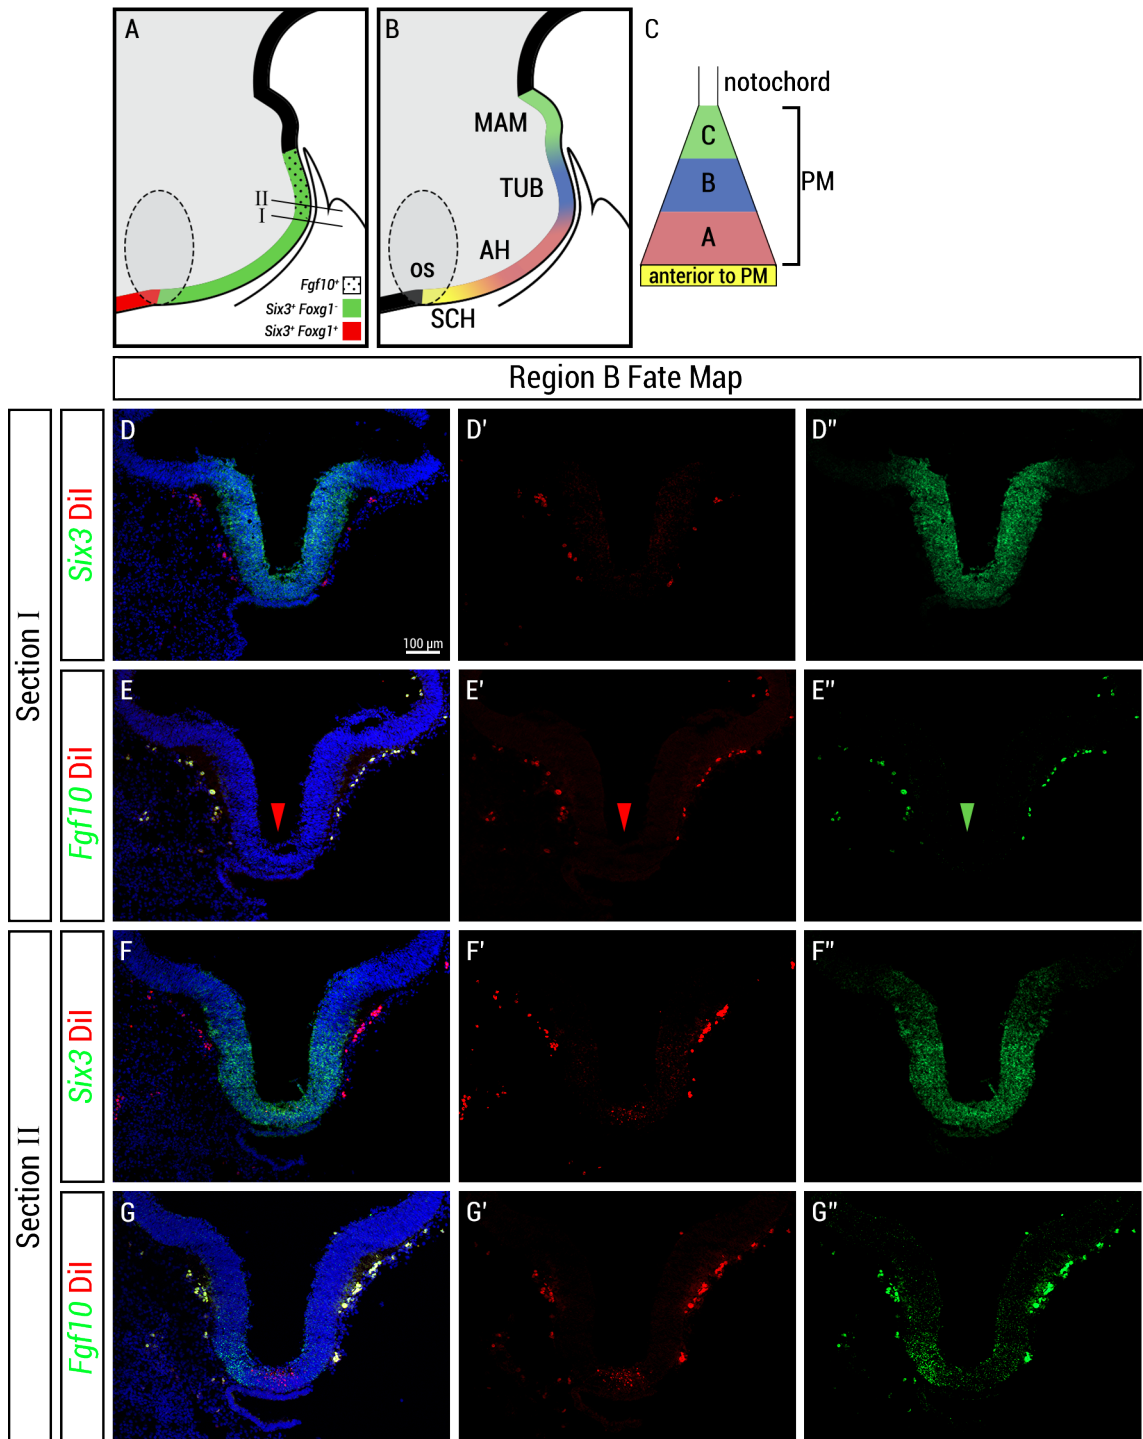 A
II
I
Fgf10⁺
Six3⁺ Foxg1⁻
Six3⁺ Foxg1⁺
B
MAM
TUB
AH
OS
SCH
C
notochord
C
B
A
PM
anterior to PM
Region B Fate Map
Section I
Six3 DiI
D
100 µm
D'
D"
Fgf10 DiI
E
E'
E"
Section II
Six3 DiI
F
F'
F"
Fgf10 DiI
G
G'
G"